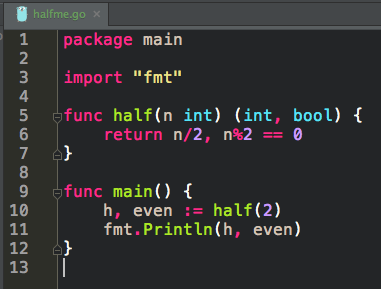 halfme.go ×
1 package main
2
3 import "fmt"
4
5 func half(n int) (int, bool) {
6     return n/2, n%2 == 0
7 }
8
9 func main() {
10     h, even := half(2)
11     fmt.Println(h, even)
12 }
13